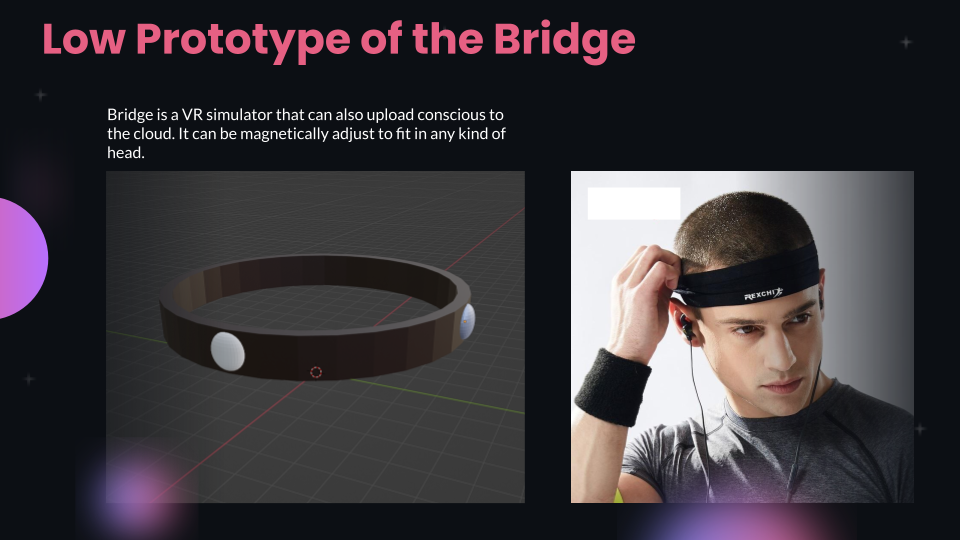 Low Prototype of the Bridge
Bridge is a VR simulator that can also upload conscious to
the cloud. It can be magnetically adjust to fit in any kind of
head.
REXCHI